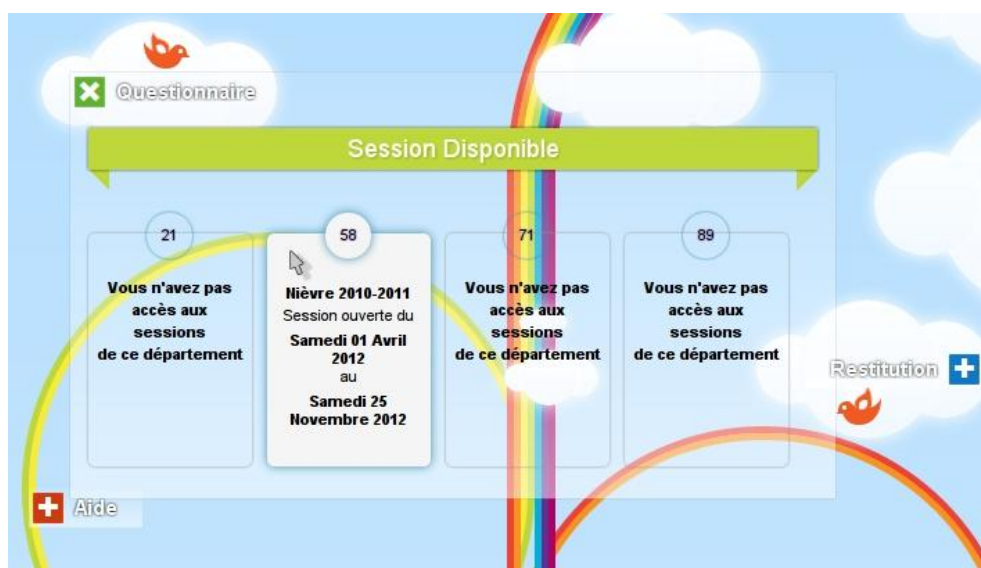 Questionnaire
Session Disponible
21
Vous n'avez pas
accès aux
sessions
de ce département
58
Nièvre 2010-2011
Session ouverte du
Samedi 01 Avril
2012
au
Samedi 25
Novembre 2012
71
Vous n'avez pas
accès aux
sessions
de ce département
89
Vous n'avez pas
accès aux
sessions
de ce département
Restitution
Aide